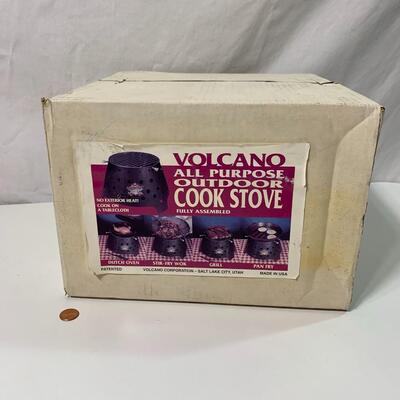 VOLCANO
ALL PURPOSE
OUTDOOR
COOK STOVE
FULLY ASSEMBLED
NO EXTERIOR HEAT!
COOK ON
A TABLECLOTH
DUTCH OVEN STIR-FRY WOK GRILL PAN FRY
PATENTED VOLCANO CORPORATION - SALT LAKE CITY, UTAH MADE IN USA